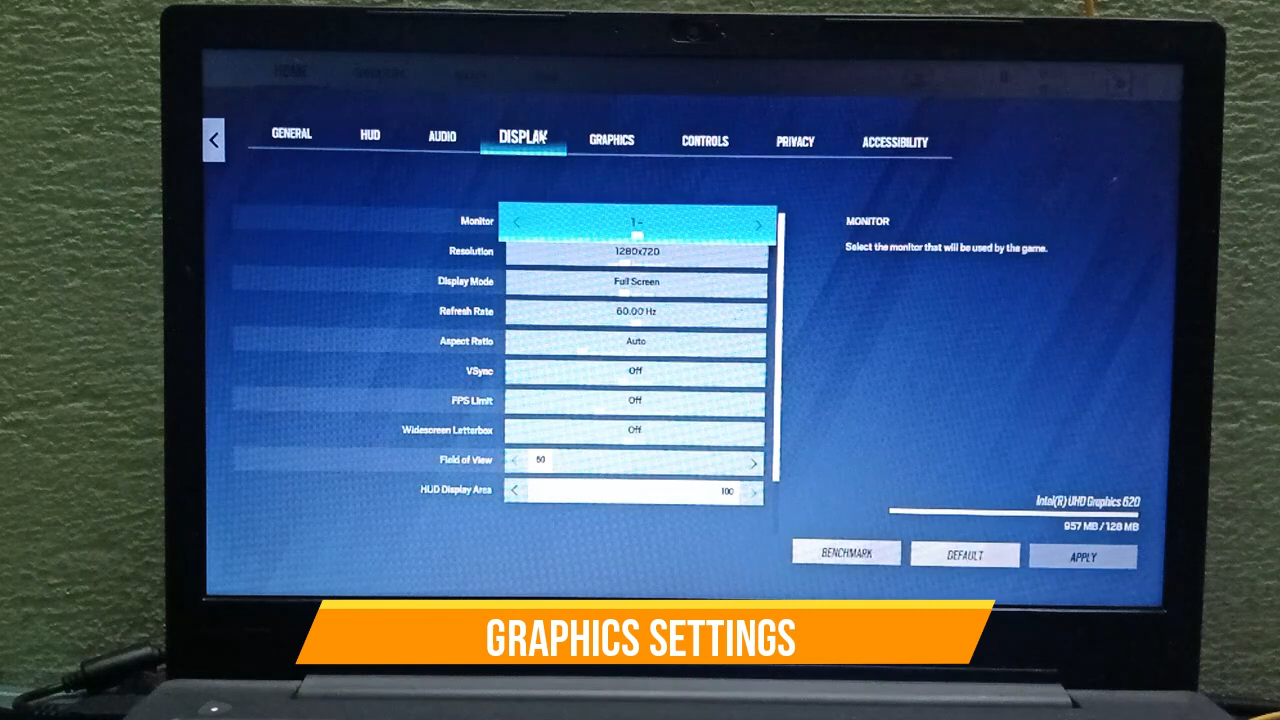 HOME
GENERAL HUD AUDIO DISPLAY GRAPHICS CONTROLS PRIVACY ACCESSIBILITY
Monitor 1 -
Resolution 1280x720
Display Mode Full Screen
Refresh Rate 60.00 Hz
Aspect Ratio Auto
VSync Off
FPS Limit Off
Widescreen Letterbox Off
Field of View 60
HUD Display Area 100
MONITOR
Select the monitor that will be used by the game.
Intel(R) UHD Graphics 620
957 MB / 128 MB
BENCHMARK DEFAULT APPLY
GRAPHICS SETTINGS